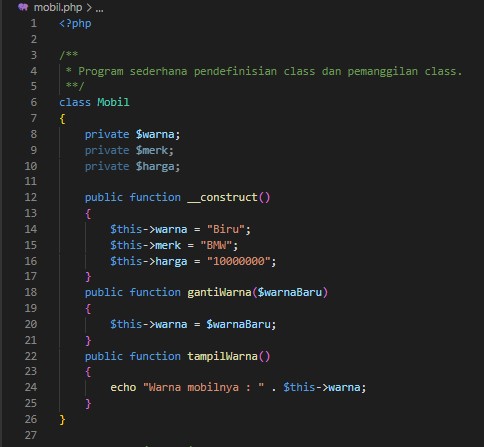 mobil.php > ...
1 <?php
2
3 /**
4  * Program sederhana pendefinisian class dan pemanggilan class.
5  **/
6 class Mobil
7 {
8     private $warna;
9     private $merk;
10     private $harga;
11
12     public function __construct()
13     {
14         $this->warna = "Biru";
15         $this->merk = "BMW";
16         $this->harga = "10000000";
17     }
18     public function gantiWarna($warnaBaru)
19     {
20         $this->warna = $warnaBaru;
21     }
22     public function tampilWarna()
23     {
24         echo "Warna mobilnya : " . $this->warna;
25     }
26 }
27